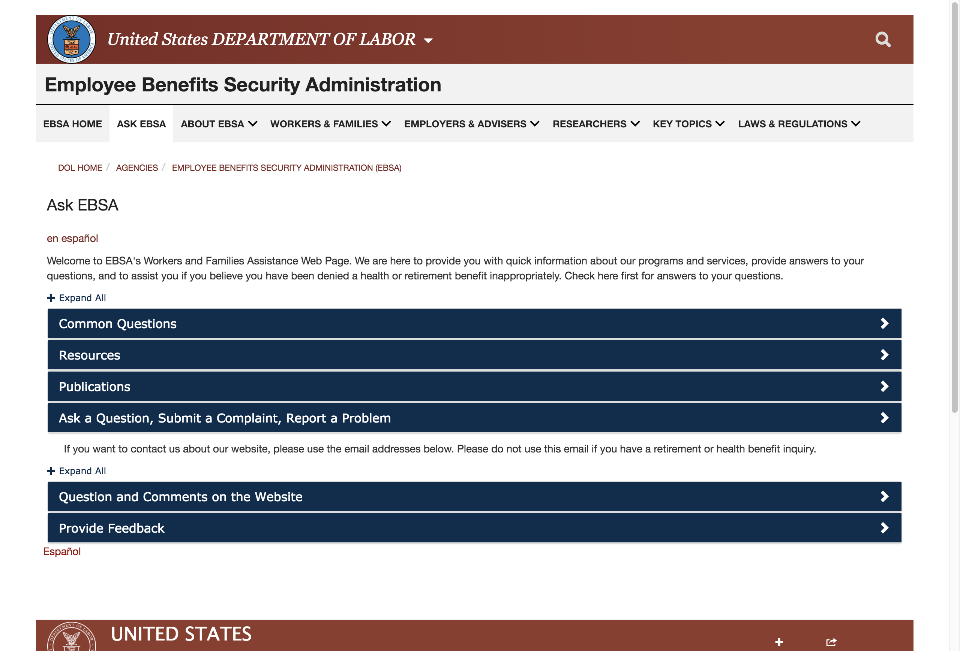 United States DEPARTMENT OF LABOR
Employee Benefits Security Administration
EBSA HOME ASK EBSA ABOUT EBSA WORKERS & FAMILIES EMPLOYERS & ADVISERS RESEARCHERS KEY TOPICS LAWS & REGULATIONS
DOL HOME / AGENCIES / EMPLOYEE BENEFITS SECURITY ADMINISTRATION (EBSA)
Ask EBSA
en español
Welcome to EBSA's Workers and Families Assistance Web Page. We are here to provide you with quick information about our programs and services, provide answers to your
questions, and to assist you if you believe you have been denied a health or retirement benefit inappropriately. Check here first for answers to your questions.
+ Expand All
Common Questions
Resources
Publications
Ask a Question, Submit a Complaint, Report a Problem
If you want to contact us about our website, please use the email addresses below. Please do not use this email if you have a retirement or health benefit inquiry.
+ Expand All
Question and Comments on the Website
Provide Feedback
Español
UNITED STATES